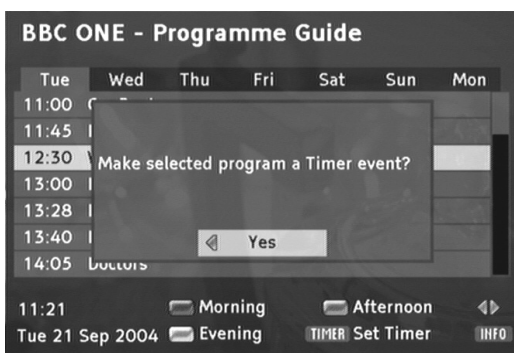 BBC ONE - Programme Guide
Tue Wed Thu Fri Sat Sun Mon
11:00
11:45
12:30
Make selected program a Timer event?
13:00
13:28
13:40
Yes
14:05 Doctors
11:21 Morning Afternoon
Tue 21 Sep 2004 Evening TIMER Set Timer INFO